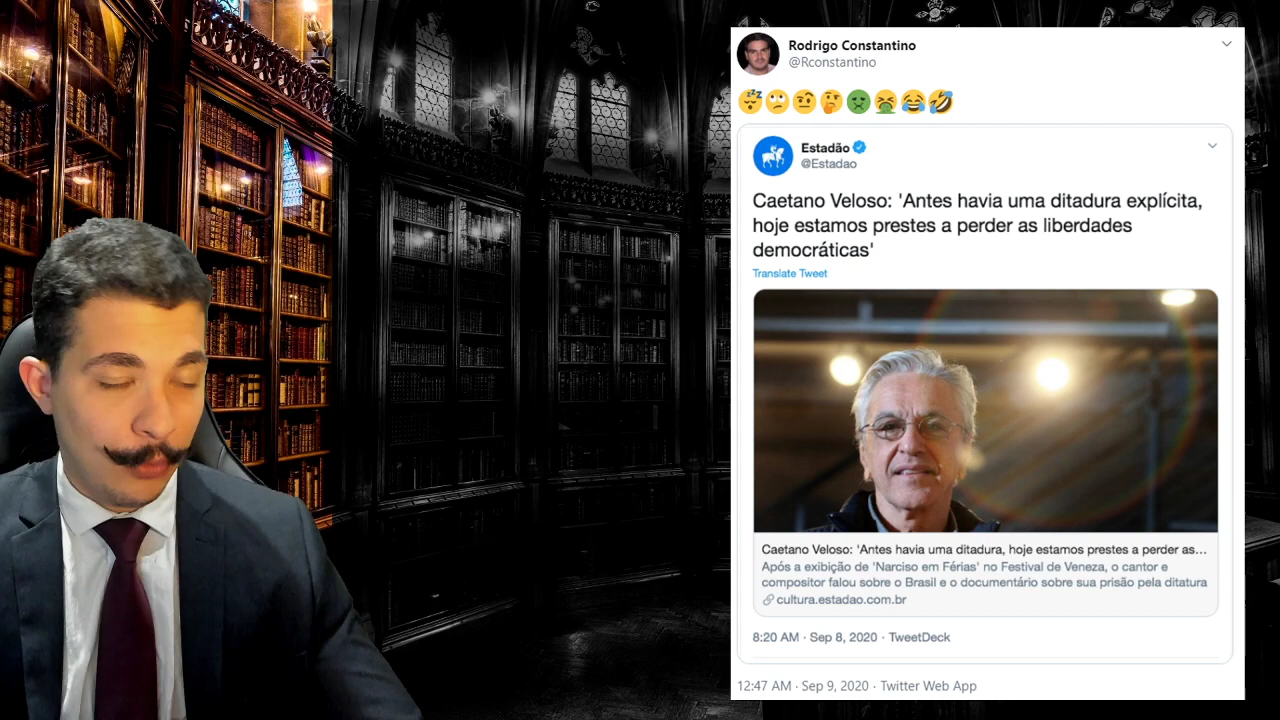 Rodrigo Constantino
@Rconstantino
😴🙄🤨🤔🤢🤮😂🤣
Estadão
@Estadao
Caetano Veloso: 'Antes havia uma ditadura explícita,
hoje estamos prestes a perder as liberdades
democráticas'
Translate Tweet
Caetano Veloso: 'Antes havia uma ditadura, hoje estamos prestes a perder as...
Após a exibição de 'Narciso em Férias' no Festival de Veneza, o cantor e
compositor falou sobre o Brasil e o documentário sobre sua prisão pela ditatura
cultura.estadao.com.br
8:20 AM · Sep 8, 2020 · TweetDeck
12:47 AM · Sep 9, 2020 · Twitter Web App